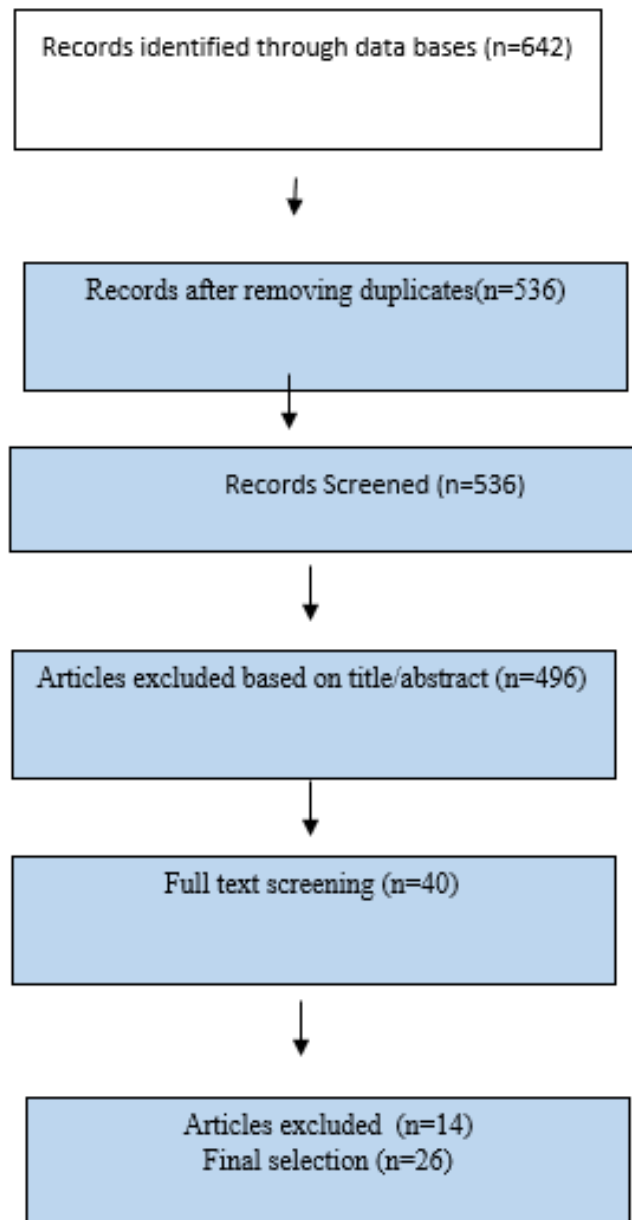 Records identified through data bases (n=642)
Records after removing duplicates(n=536)
Records Screened (n=536)
Articles excluded based on title/abstract (n=496)
Full text screening (n=40)
Articles excluded (n=14)
Final selection (n=26)